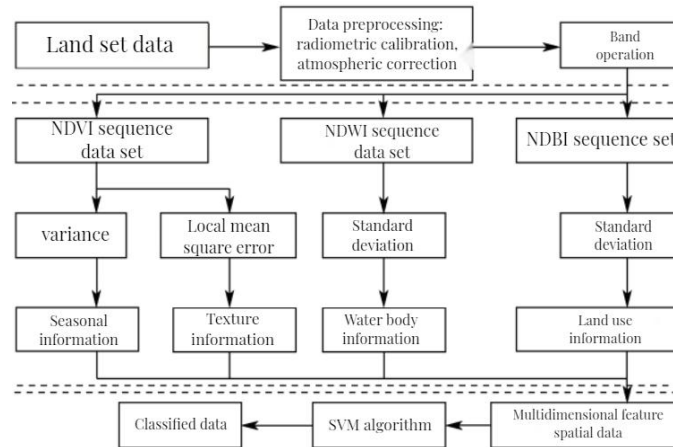 Land set data
Data preprocessing:
radiometric calibration,
atmospheric correction
Band
operation
NDVI sequence
data set
NDWI sequence
data set
NDBI sequence set
variance
Local mean
square error
Standard
deviation
Standard
deviation
Seasonal
information
Texture
information
Water body
information
Land use
information
Classified data
SVM algorithm
Multidimensional feature
spatial data